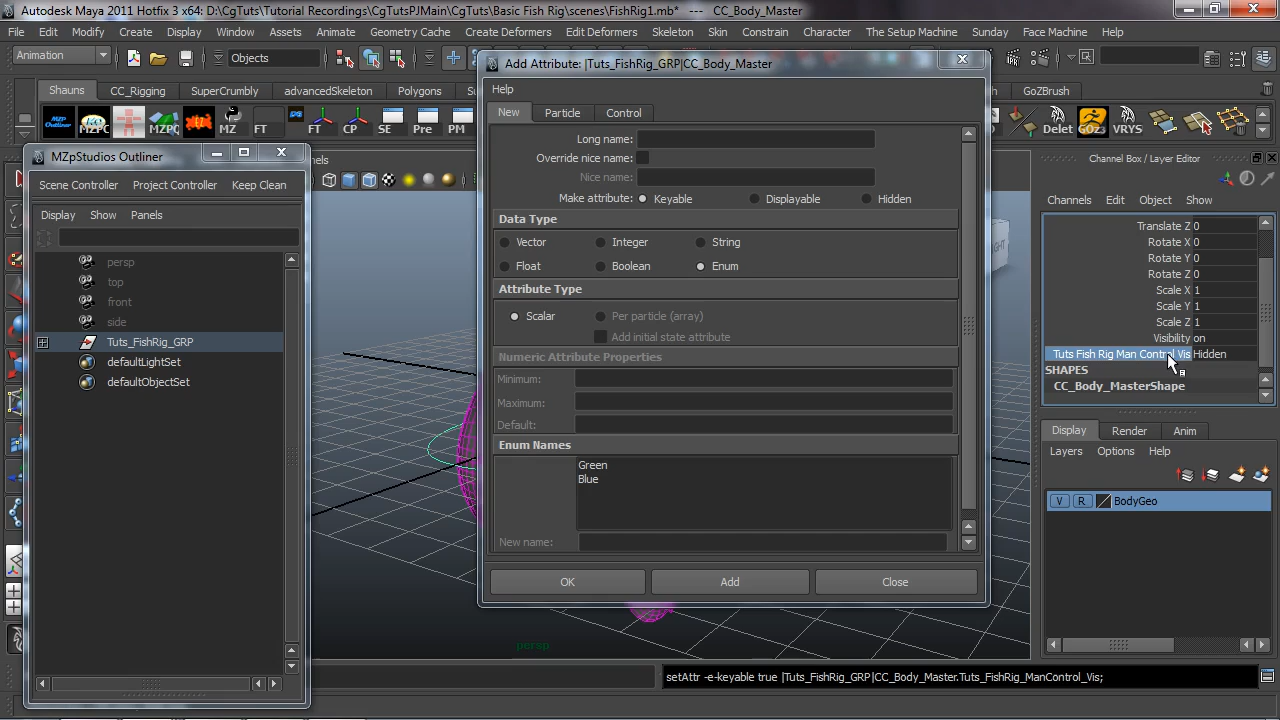 Autodesk Maya 2011 Hotfix 3 x64: D:\CgTuts\Tutorial Recordings\CgTutsPJMain\CgTuts\Basic Fish Rig\scenes\FishRig1.mb* --- CC_Body_Master
File Edit Modify Create Display Window Assets Geometry Cache Create Deformers Edit Deformers Skeleton Skin Constrain Character The Setup Machine Sunday Face Machine Help
Animation Objects
Shauns CC_Rigging SuperCrumbly advancedSkeleton Polygons GoZBrush
MZP Outliner MZPC MZPC MZ FT FT CP SE Pre PM Delet GOz3 VRYS
MZpStudios Outliner
Scene Controller Project Controller Keep Clean
Display Show Panels
persp
top
front
side
Tuts_FishRig_GRP
defaultLightSet
defaultObjectSet
Add Attribute: |Tuts_FishRig_GRP|CC_Body_Master
Help
New Particle Control
Long name:
Override nice name:
Nice name:
Make attribute: Keyable Displayable Hidden
Data Type
Vector Integer String
Float Boolean Enum
Attribute Type
Scalar Per particle (array)
Add initial state attribute
Numeric Attribute Properties
Minimum:
Maximum:
Default:
Enum Names
Green
Blue
New name:
OK Add Close
persp
Channel Box / Layer Editor
Channels Edit Object Show
Translate Z 0
Rotate X 0
Rotate Y 0
Rotate Z 0
Scale X 1
Scale Y 1
Scale Z 1
Visibility on
Tuts Fish Rig Man Control Vis Hidden
SHAPES
CC_Body_MasterShape
Display Render Anim
Layers Options Help
V R BodyGeo
setAttr -e-keyable true |Tuts_FishRig_GRP|CC_Body_Master.Tuts_FishRig_ManControl_Vis;